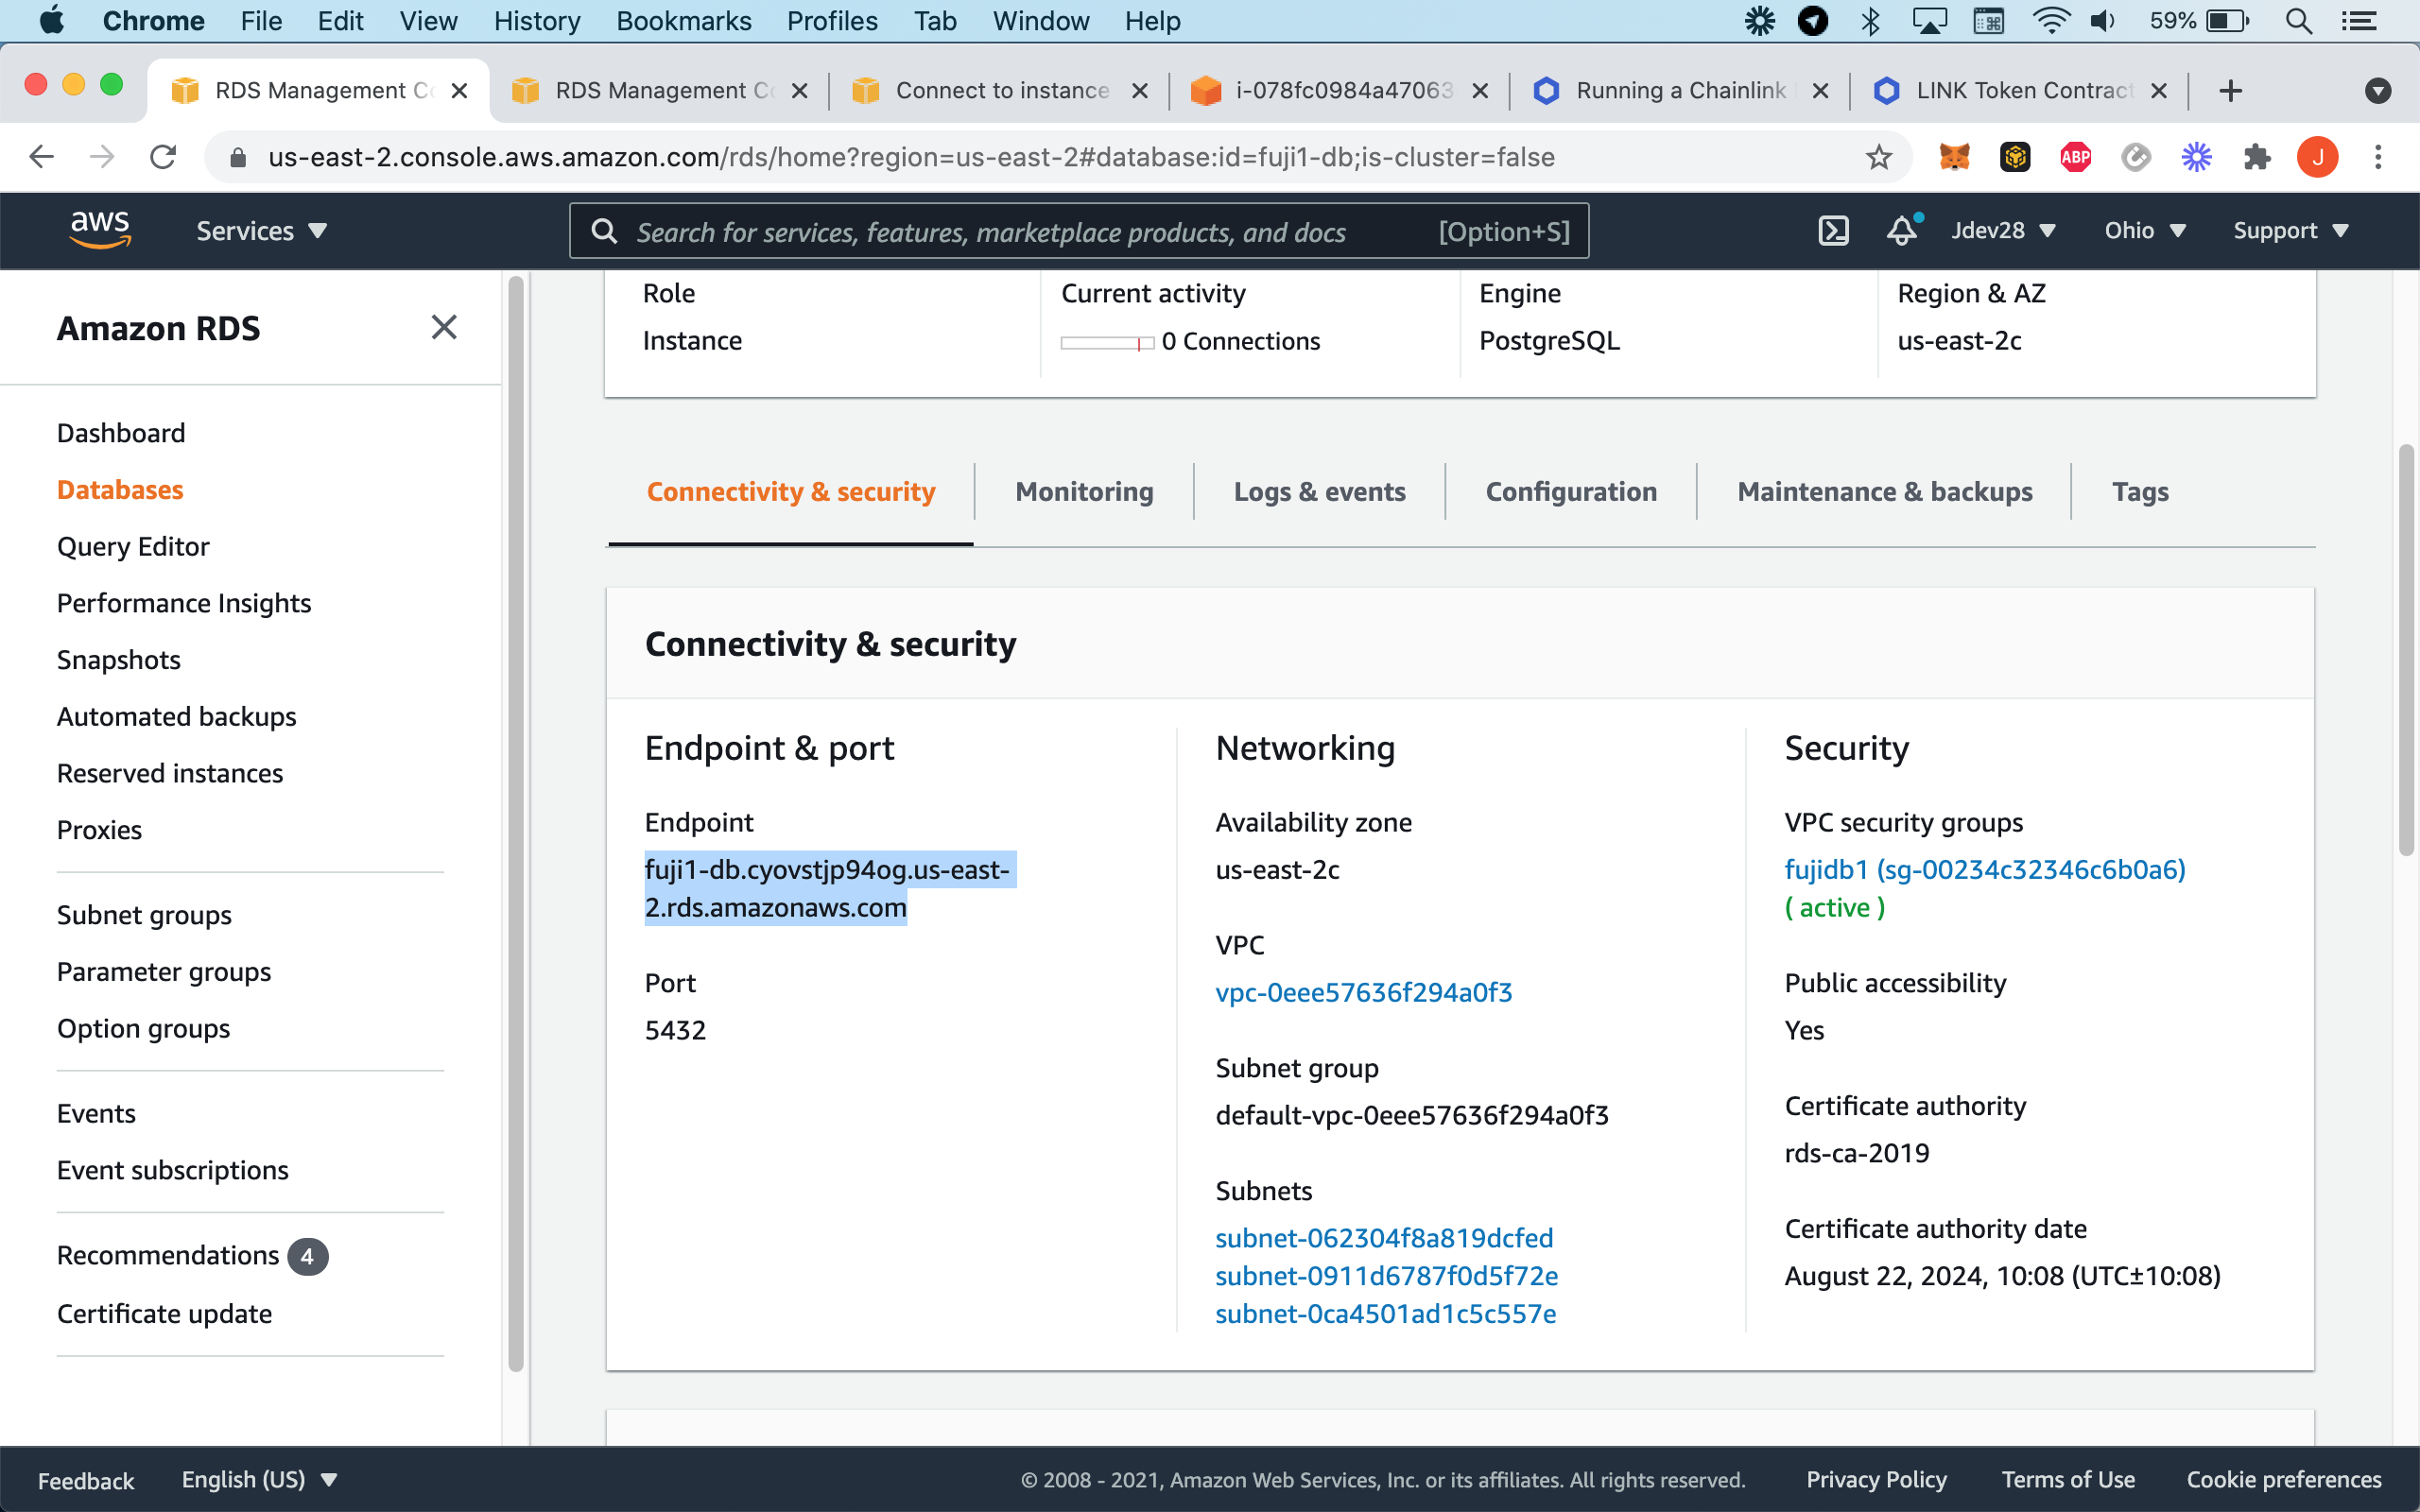 Chrome File Edit View History Bookmarks Profiles Tab Window Help 59%
RDS Management Co RDS Management Co Connect to instance i-078fc0984a47063 Running a Chainlink LINK Token Contract
us-east-2.console.aws.amazon.com/rds/home?region=us-east-2#database:id=fuji1-db;is-cluster=false ABP J
aws Services Search for services, features, marketplace products, and docs [Option+S] Jdev28 Ohio Support
Amazon RDS
Dashboard
Databases
Query Editor
Performance Insights
Snapshots
Automated backups
Reserved instances
Proxies
Subnet groups
Parameter groups
Option groups
Events
Event subscriptions
Recommendations 4
Certificate update
Role Current activity Engine Region & AZ
Instance 0 Connections PostgreSQL us-east-2c
Connectivity & security Monitoring Logs & events Configuration Maintenance & backups Tags
Connectivity & security
Endpoint & port
Endpoint
fuji1-db.cyovstjp94og.us-east-
2.rds.amazonaws.com
Port
5432
Networking
Availability zone
us-east-2c
VPC
vpc-0eee57636f294a0f3
Subnet group
default-vpc-0eee57636f294a0f3
Subnets
subnet-062304f8a819dcfed
subnet-0911d6787f0d5f72e
subnet-0ca4501ad1c5c557e
Security
VPC security groups
fujidb1 (sg-00234c32346c6b0a6)
( active )
Public accessibility
Yes
Certificate authority
rds-ca-2019
Certificate authority date
August 22, 2024, 10:08 (UTC±10:08)
Feedback English (US) © 2008 - 2021, Amazon Web Services, Inc. or its affiliates. All rights reserved. Privacy Policy Terms of Use Cookie preferences